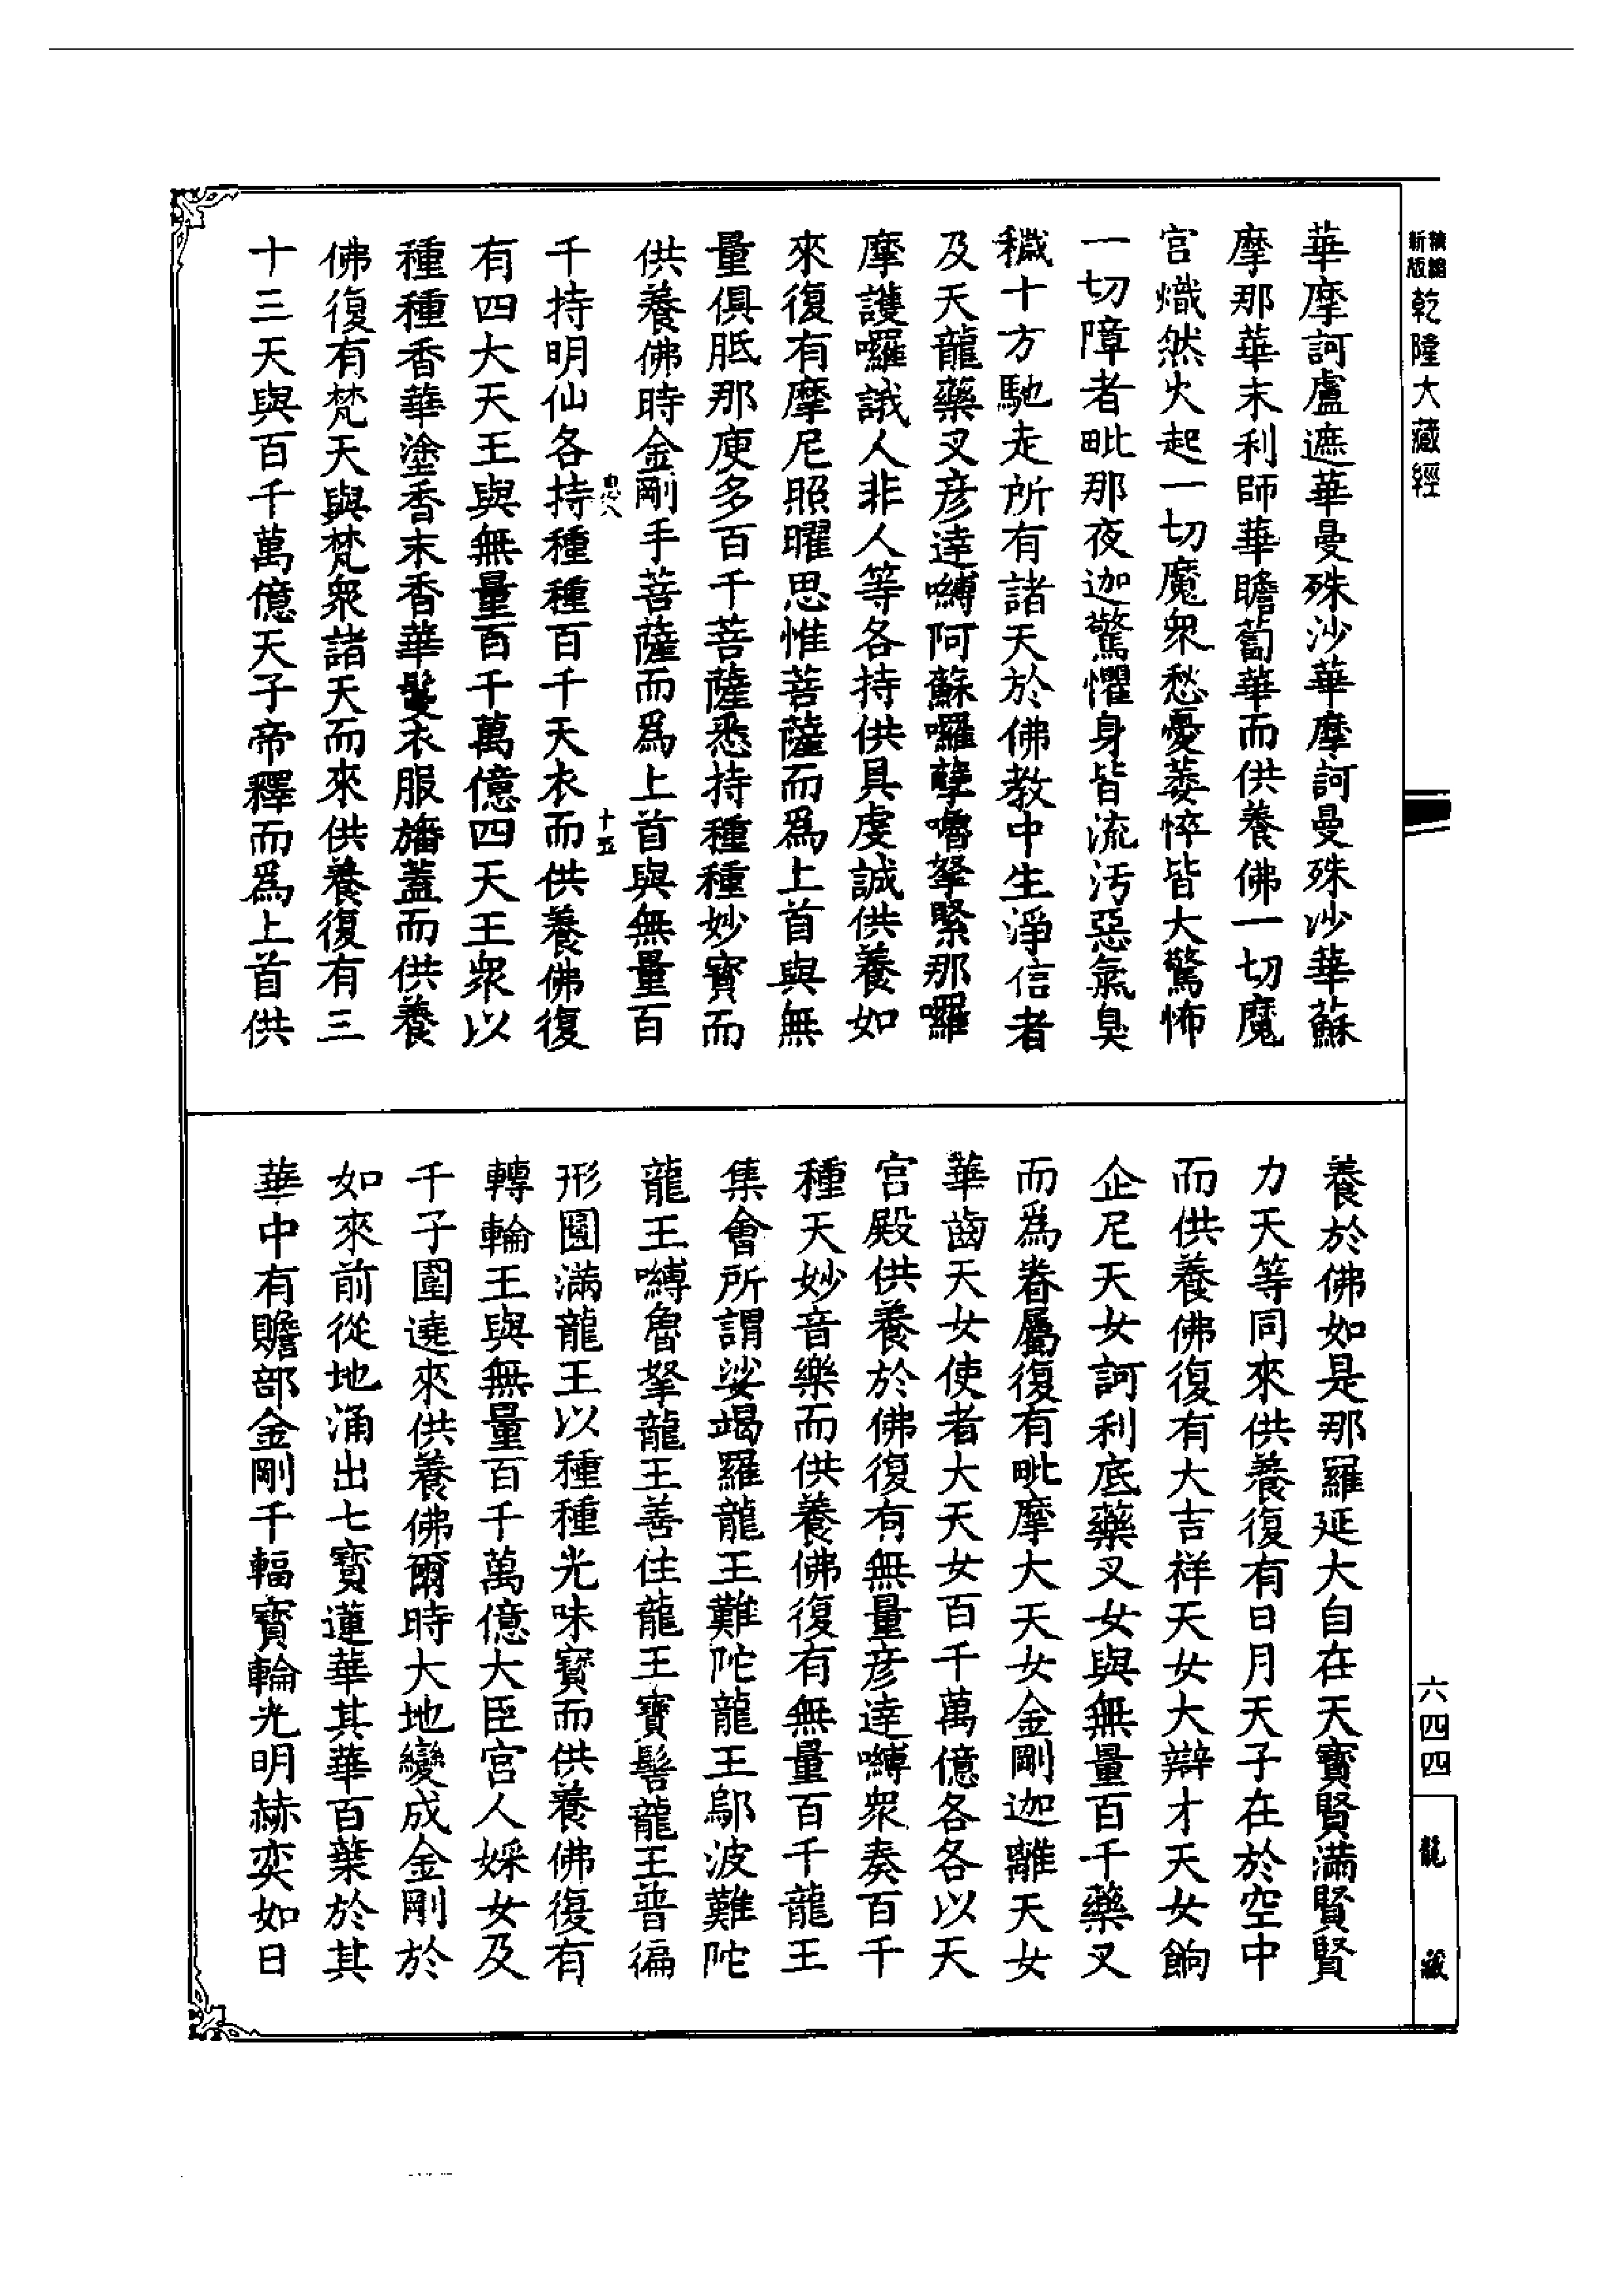 新版
乾隆大藏經
華摩訶盧遮華曼殊沙華摩訶曼殊沙華蘇
摩那華末利師華瞻蔔華而供養佛一切魔
宮熾然火起一切魔眾愁憂萎悴皆大驚怖
一切障者毗那夜迦驚懼身皆流汚惡氣臭
穢十方馳走所有諸天於佛教中生淨信者
及天龍藥叉彥達嚩阿蘇囉孽嚕拏緊那囉
摩護囉誐人非人等各持供具虔誠供養如
來復有摩尼照曜思惟菩薩而爲上首與無
量俱胝那庾多百千菩薩悉持種種妙寳而
供養佛時金剛手菩薩而爲上首與無量百
千持明仙各持種種百千天衣而供養佛復
十五
有四大天王與無量百千萬億四天王眾以
種種香華塗香末香華鬘衣服旛蓋而供養
佛復有梵天與梵眾諸天而來供養復有三
十三天與百千萬億天子帝釋而爲上首供
養於佛如是那羅延大自在天寳賢滿賢賢
力天等同來供養復有日月天子在於空中
而供養佛復有大吉祥天女大辯才天女餉
企尼天女訶利底藥叉女與無量百千藥叉
而爲眷屬復有毗摩大天女金剛迦離天女
華齒天女使者大天女百千萬億各各以天
宮殿供養於佛復有無量彥達嚩眾奏百千
種天妙音樂而供養佛復有無量百千龍王
集會所謂娑竭羅龍王難陀龍王鄔波難陀
龍王嚩魯拏龍王善住龍王寳髻龍王普徧
形圓滿龍王以種種光味寳而供養佛復有
轉輪王與無量百千萬億大臣宮人婇女及
千子圍遶來供養佛爾時大地變成金剛於
如來前從地涌出七寳蓮華其華百葉於其
華中有贍部金剛千輻寳輪光明赫奕如日
六四四
龍藏